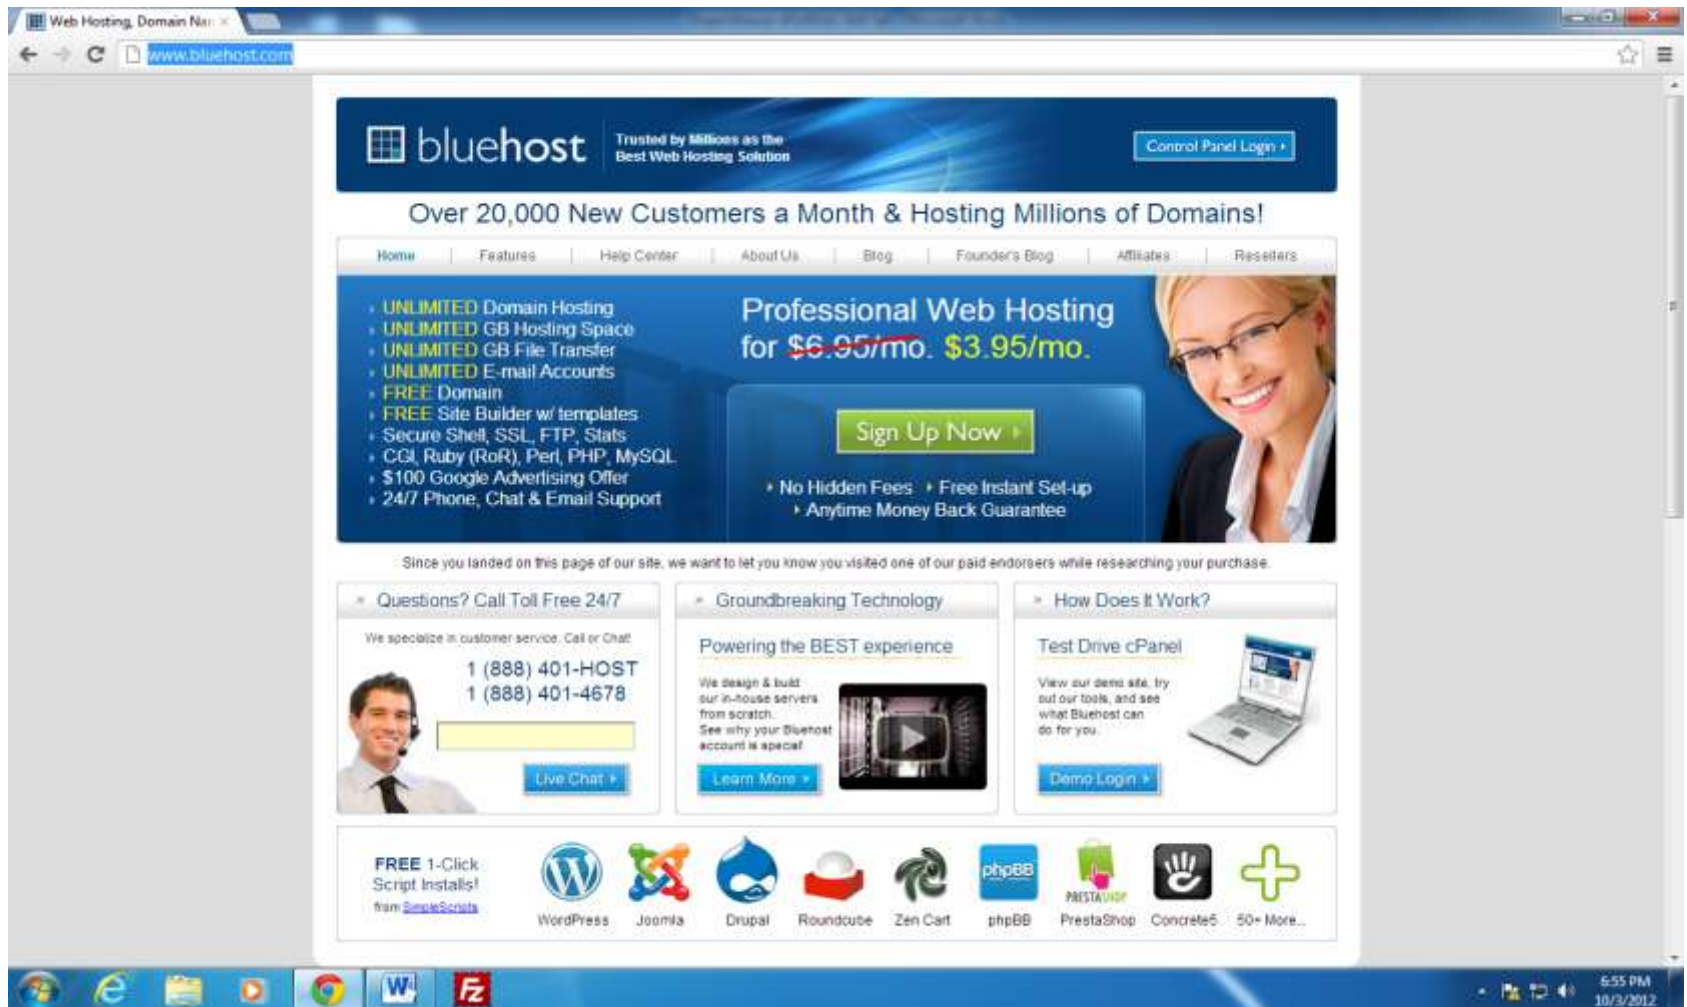 Web Hosting, Domain Nar
www.bluehost.com
bluehost
Trusted by Millions as the
Best Web Hosting Solution
Control Panel Login
Over 20,000 New Customers a Month & Hosting Millions of Domains!
Home Features Help Center About Us Blog Founder's Blog Affiliates Resellers
UNLIMITED Domain Hosting
UNLIMITED GB Hosting Space
UNLIMITED GB File Transfer
UNLIMITED E-mail Accounts
FREE Domain
FREE Site Builder w/ templates
Secure Shell, SSL, FTP, Stats
CGI, Ruby (RoR), Perl, PHP, MySQL
$100 Google Advertising Offer
24/7 Phone, Chat & Email Support
Professional Web Hosting
for $6.95/mo. $3.95/mo.
Sign Up Now
No Hidden Fees Free Instant Set-up
Anytime Money Back Guarantee
Since you landed on this page of our site, we want to let you know you visited one of our paid endorsers while researching your purchase.
Questions? Call Toll Free 24/7
We specialize in customer service. Call or Chat!
1 (888) 401-HOST
1 (888) 401-4678
Live Chat
Groundbreaking Technology
Powering the BEST experience
We design & build
our in-house servers
from scratch.
See why your Bluehost
account is special!
Learn More
How Does It Work?
Test Drive cPanel
View our demo site, try
out our tools, and see
what Bluehost can
do for you.
Demo Login
FREE 1-Click
Script Installs!
from SimpleScripts
phpBB
PRESTASHOP
WordPress Joomla Drupal Roundcube Zen Cart phpBB PrestaShop Concrete5 50+ More...
W
Fz
6:55 PM
10/3/2012